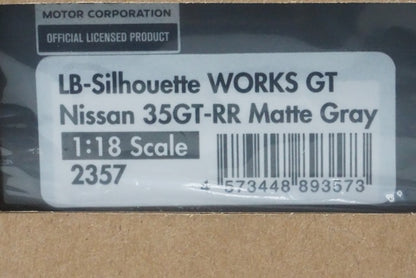 MOTOR CORPORATION
OFFICIAL LICENSED PRODUCT
LB-Silhouette WORKS GT
Nissan 35GT-RR Matte Gray
1:18 Scale
2357
4 573448 893573